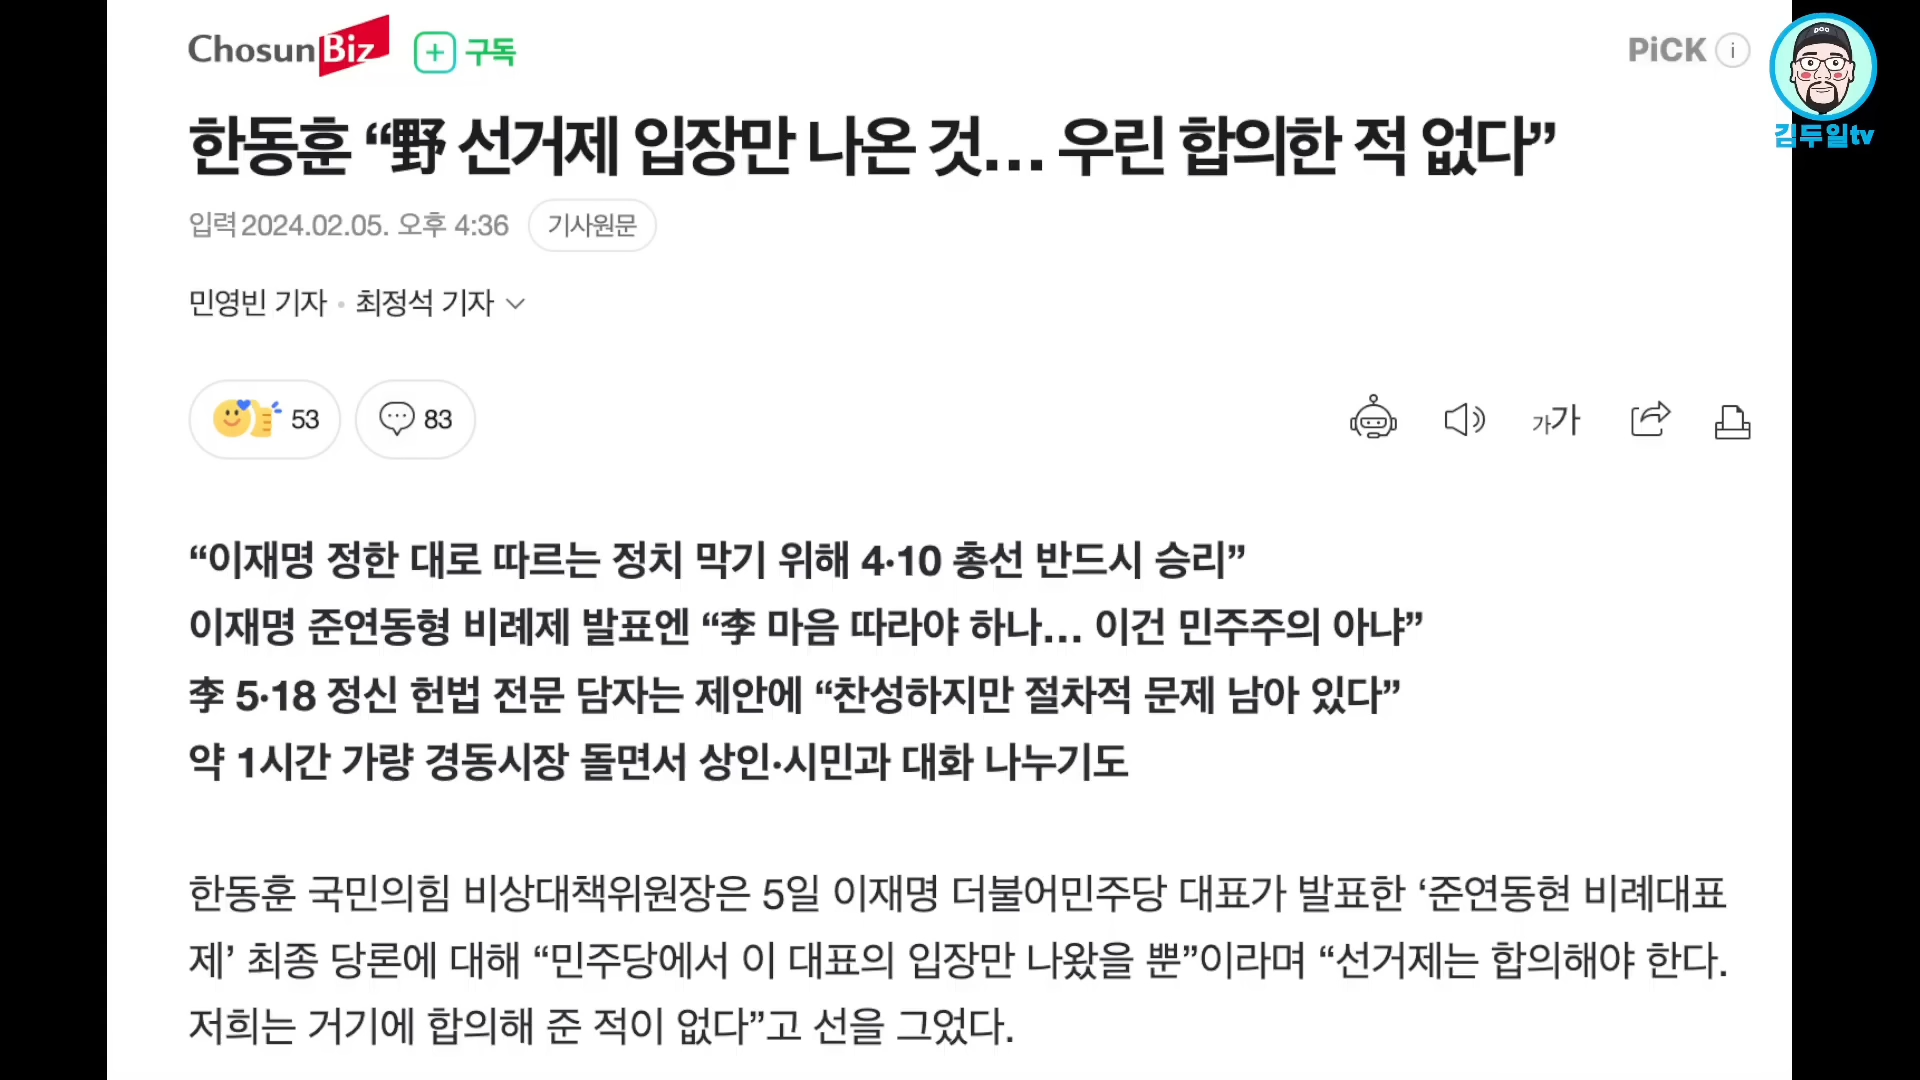 ChosunBiz
구독
PiCK
김두일tv
한동훈 “野 선거제 입장만 나온 것… 우린 합의한 적 없다”
입력 2024.02.05. 오후 4:36
기사원문
민영빈 기자 · 최정석 기자
53
83
가가
“이재명 정한 대로 따르는 정치 막기 위해 4·10 총선 반드시 승리”
이재명 준연동형 비례제 발표엔 “李 마음 따라야 하나… 이건 민주주의 아냐”
李 5·18 정신 헌법 전문 담자는 제안에 “찬성하지만 절차적 문제 남아 있다”
약 1시간 가량 경동시장 돌면서 상인·시민과 대화 나누기도
한동훈 국민의힘 비상대책위원장은 5일 이재명 더불어민주당 대표가 발표한 ‘준연동현 비례대표
제’ 최종 당론에 대해 “민주당에서 이 대표의 입장만 나왔을 뿐”이라며 “선거제는 합의해야 한다.
저희는 거기에 합의해 준 적이 없다”고 선을 그었다.